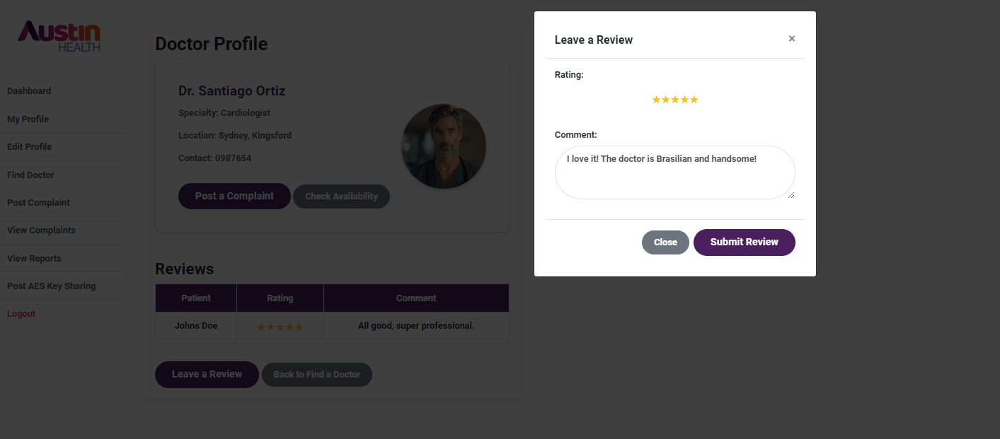 Austin
HEALTH
Dashboard
My Profile
Edit Profile
Find Doctor
Post Complaint
View Complaints
View Reports
Post AES Key Sharing
Logout
Doctor Profile
Dr. Santiago Ortiz
Specialty: Cardiologist
Location: Sydney, Kingsford
Contact: 0987654
Post a Complaint Check Availability
Reviews
Patient Rating Comment
Johns Doe ★★★★★ All good, super professional.
Leave a Review Back to Find a Doctor
Leave a Review ×
Rating:
★★★★★
Comment:
I love it! The doctor is Brasilian and handsome!
Close Submit Review